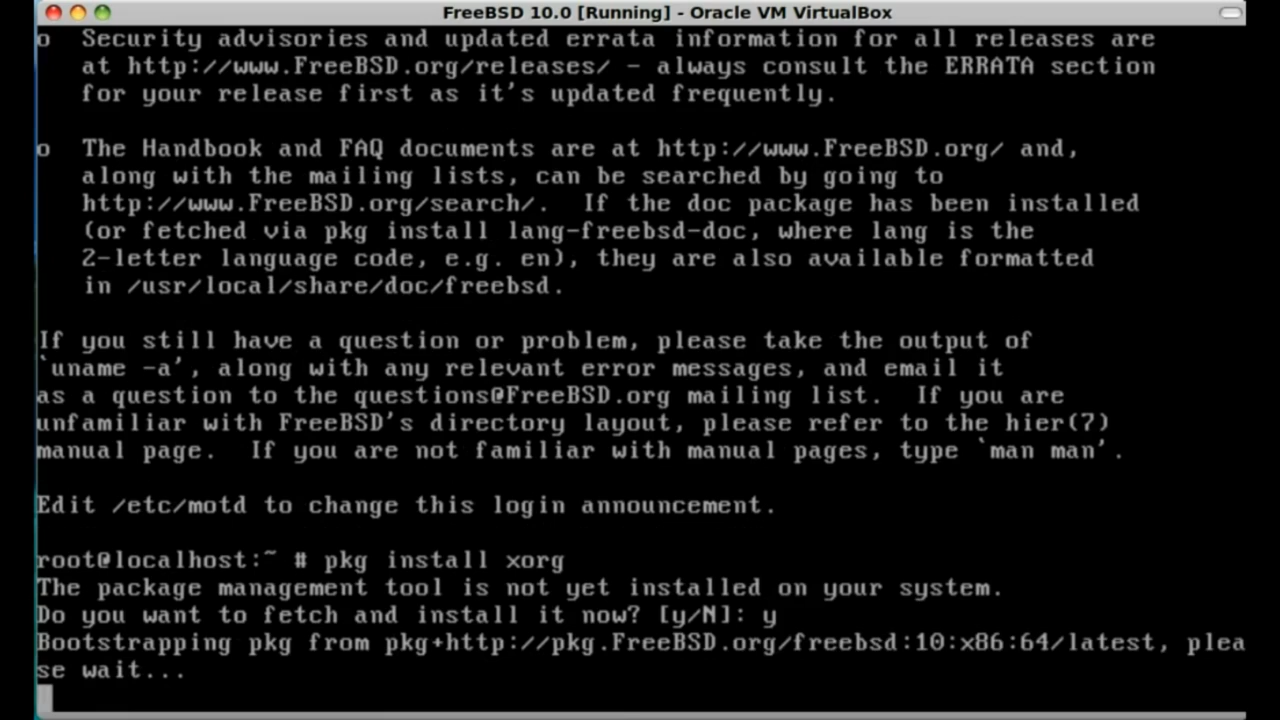 FreeBSD 10.0 [Running] - Oracle VM VirtualBox
o  Security advisories and updated errata information for all releases are
   at http://www.FreeBSD.org/releases/ - always consult the ERRATA section
   for your release first as it's updated frequently.
o  The Handbook and FAQ documents are at http://www.FreeBSD.org/ and,
   along with the mailing lists, can be searched by going to
   http://www.FreeBSD.org/search/.  If the doc package has been installed
   (or fetched via pkg install lang-freebsd-doc, where lang is the
   2-letter language code, e.g. en), they are also available formatted
   in /usr/local/share/doc/freebsd.
If you still have a question or problem, please take the output of
`uname -a', along with any relevant error messages, and email it
as a question to the questions@FreeBSD.org mailing list.  If you are
unfamiliar with FreeBSD's directory layout, please refer to the hier(7)
manual page.  If you are not familiar with manual pages, type `man man'.
Edit /etc/motd to change this login announcement.
root@localhost:~ # pkg install xorg
The package management tool is not yet installed on your system.
Do you want to fetch and install it now? [y/N]: y
Bootstrapping pkg from pkg+http://pkg.FreeBSD.org/freebsd:10:x86:64/latest, plea
se wait...